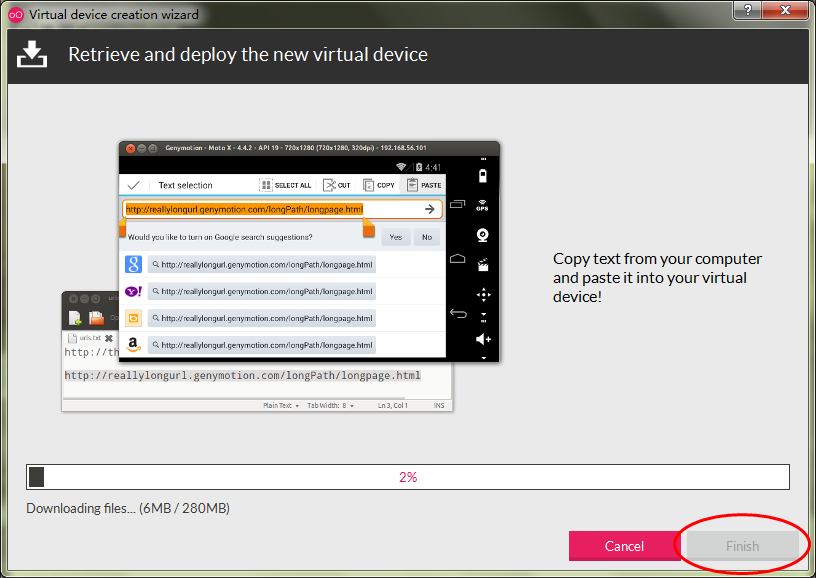 Virtual device creation wizard
Retrieve and deploy the new virtual device
Genymotion - Moto X - 4.4.2 - API 19 - 720x1280 (720x1280, 320dpi) - 192.168.56.101
4:41
Text selection SELECT ALL CUT COPY PASTE
http://reallylongurl.genymotion.com/longPath/longpage.html
GPS
Would you like to turn on Google search suggestions? Yes No
http://reallylongurl.genymotion.com/longPath/longpage.html
http://reallylongurl.genymotion.com/longPath/longpage.html
http://reallylongurl.genymotion.com/longPath/longpage.html
http://reallylongurl.genymotion.com/longPath/longpage.html
Copy text from your computer
and paste it into your virtual
device!
urls.txt
http://th
http://reallylongurl.genymotion.com/longPath/longpage.html
Plain Text Tab Width: 8 Ln 3, Col 1 INS
2%
Downloading files... (6MB / 280MB)
Cancel Finish